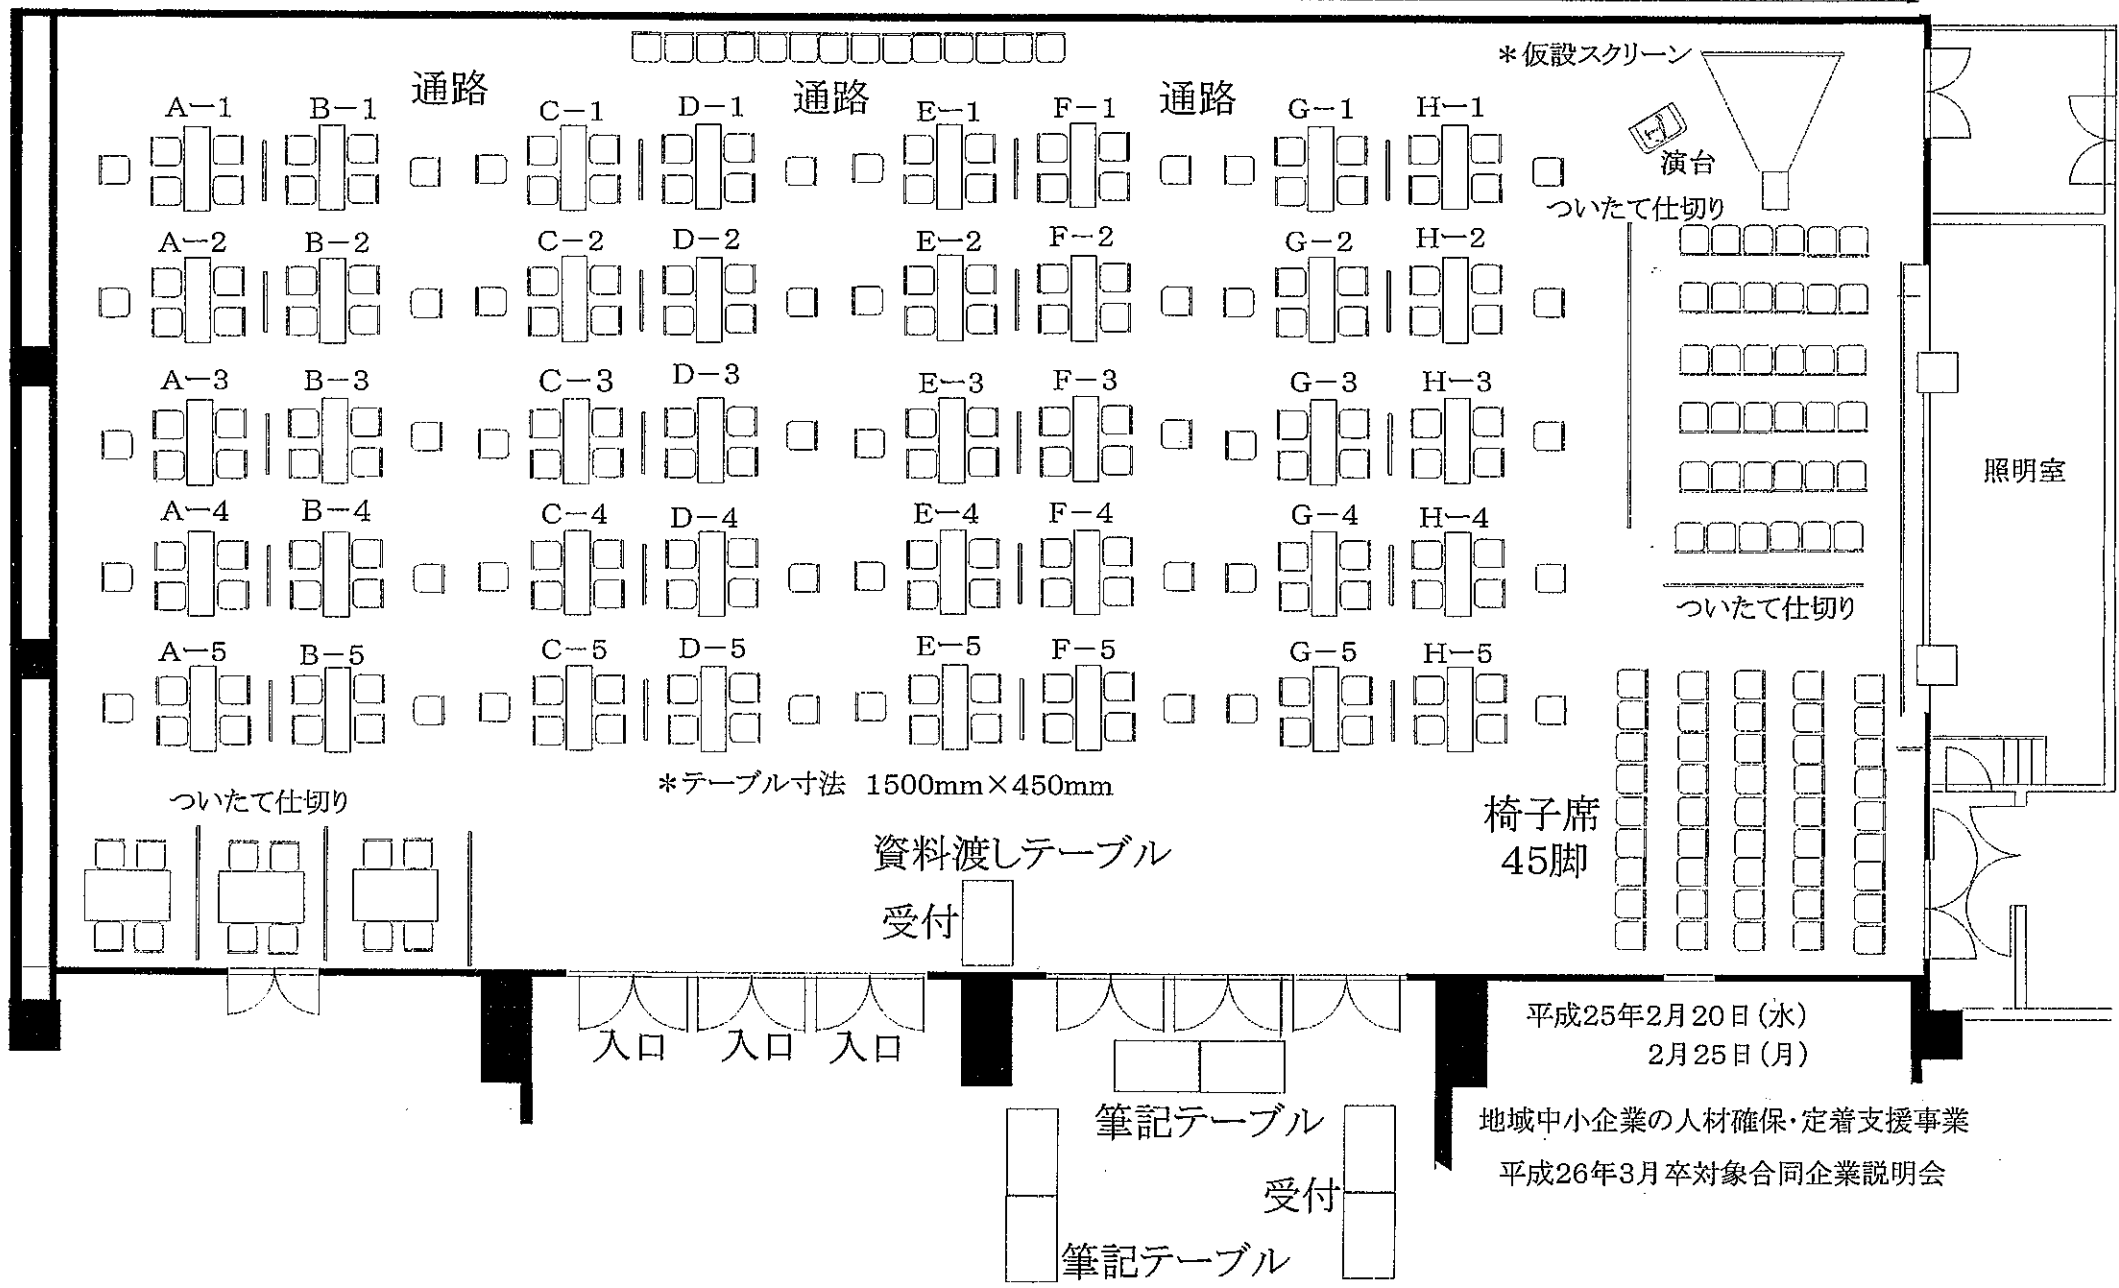 *仮設スクリーン
通路 通路 通路
A-1 B-1 C-1 D-1 E-1 F-1 G-1 H-1
演台
ついたて仕切り
A-2 B-2 C-2 D-2 E-2 F-2 G-2 H-2
A-3 B-3 C-3 D-3 E-3 F-3 G-3 H-3
照明室
A-4 B-4 C-4 D-4 E-4 F-4 G-4 H-4
ついたて仕切り
A-5 B-5 C-5 D-5 E-5 F-5 G-5 H-5
*テーブル寸法 1500mm×450mm
ついたて仕切り
椅子席
45脚
資料渡しテーブル
受付
入口 入口 入口
平成25年2月20日(水)
2月25日(月)
筆記テーブル
地域中小企業の人材確保・定着支援事業
平成26年3月卒対象合同企業説明会
受付
筆記テーブル